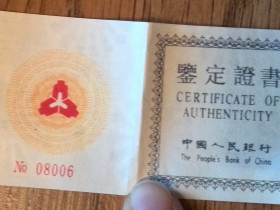 No 08006
鑒定證書
CERTIFICATE OF
AUTHENTICITY
中國人民銀行
The People's Bank of China